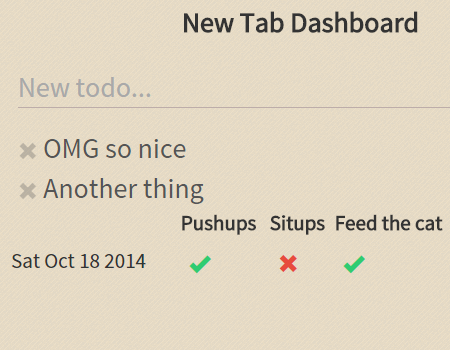 New Tab Dashboard
New todo...
OMG so nice
Another thing
Pushups Situps Feed the cat
Sat Oct 18 2014